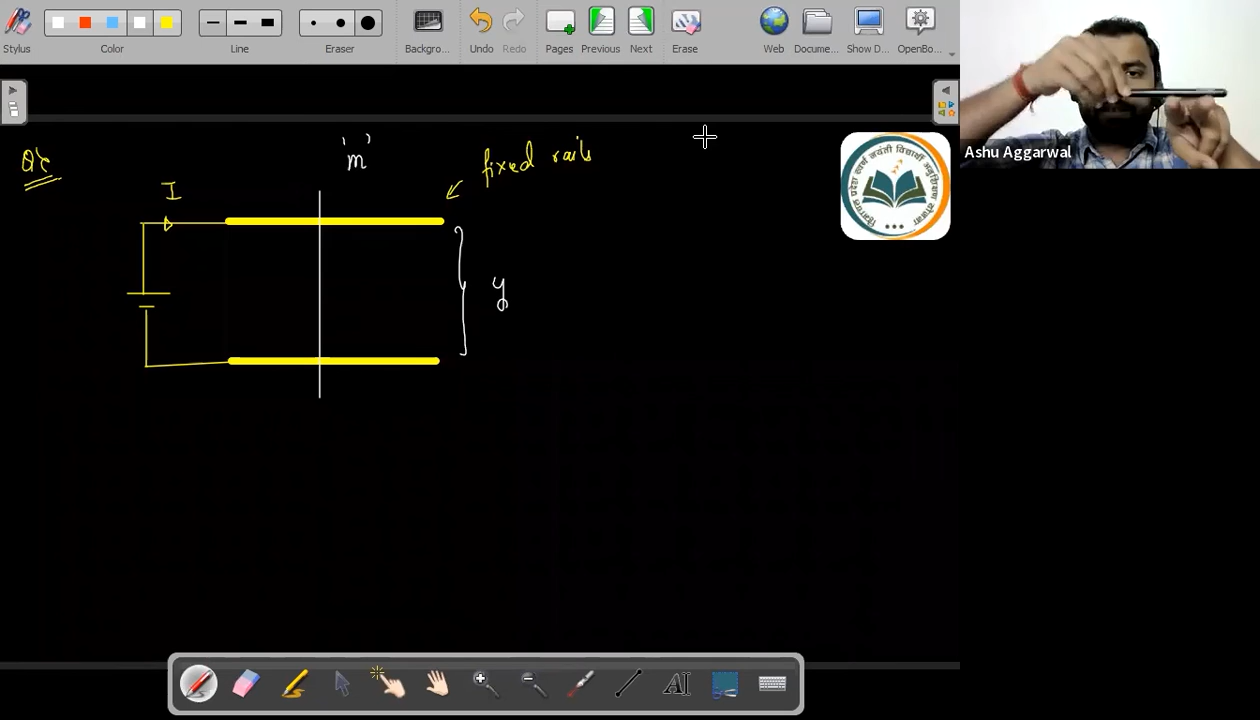 Stylus
Color
Line
Eraser
Backgro...
Undo
Redo
Pages
Previous
Next
Erase
Web
Docume...
Show D...
OpenBo...
Ashu Aggarwal
Q:
'm'
fixed rails
I
y
AI